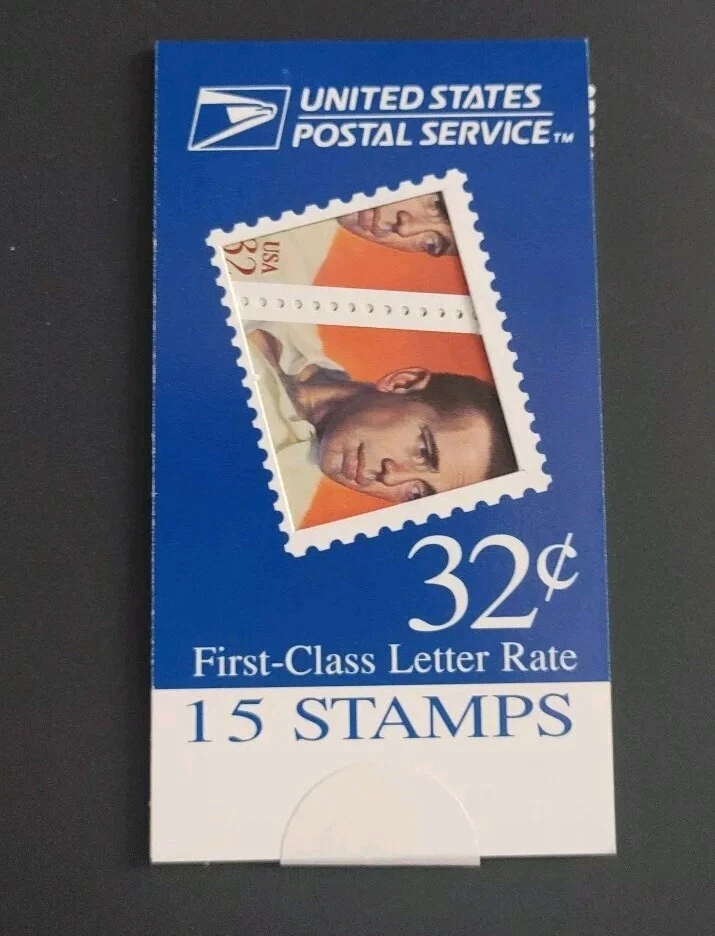 UNITED STATES
POSTAL SERVICE™
USA
32
32¢
First-Class Letter Rate
15 STAMPS